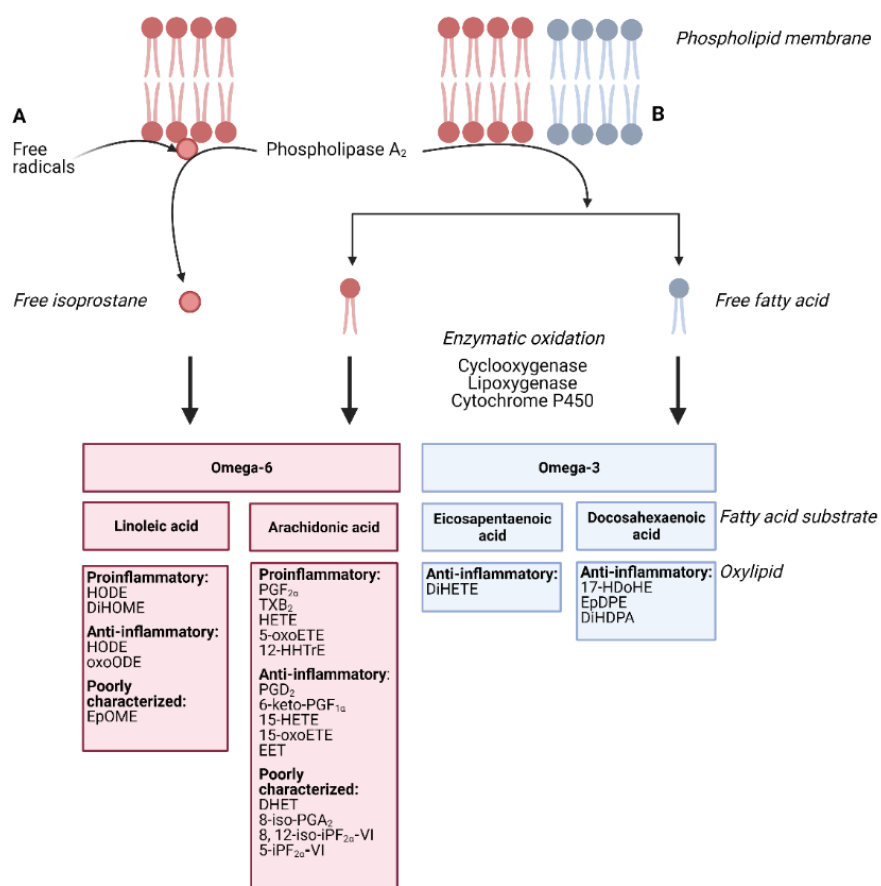 Phospholipid membrane
A
B
Free
radicals
Phospholipase A₂
Free isoprostane
Free fatty acid
Enzymatic oxidation
Cyclooxygenase
Lipoxygenase
Cytochrome P450
Omega-6
Omega-3
Linoleic acid
Arachidonic acid
Eicosapentaenoic
acid
Docosahexaenoic
acid
Fatty acid substrate
Proinflammatory:
HODE
DiHOME
Anti-inflammatory:
HODE
oxoODE
Poorly
characterized:
EpOME
Proinflammatory:
PGF₂α
TXB₂
HETE
5-oxoETE
12-HHTrE
Anti-inflammatory:
PGD₂
6-keto-PGF₁α
15-HETE
15-oxoETE
EET
Poorly
characterized:
DHET
8-iso-PGA₂
8, 12-iso-iPF₂α-VI
5-iPF₂α-VI
Anti-inflammatory:
DiHETE
Anti-inflammatory:
17-HDoHE
EpDPE
DiHDPA
Oxylipid